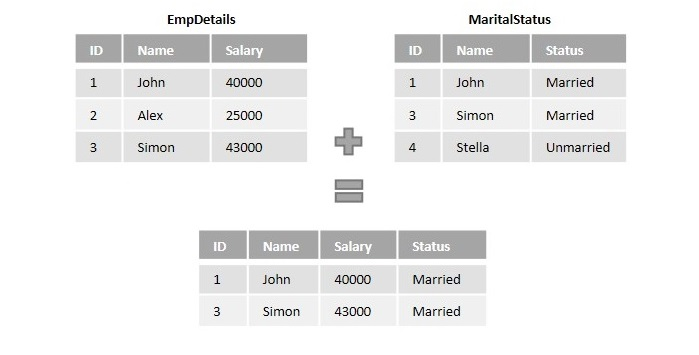 EmpDetails
ID Name Salary
1 John 40000
2 Alex 25000
3 Simon 43000
MaritalStatus
ID Name Status
1 John Married
3 Simon Married
4 Stella Unmarried
ID Name Salary Status
1 John 40000 Married
3 Simon 43000 Married